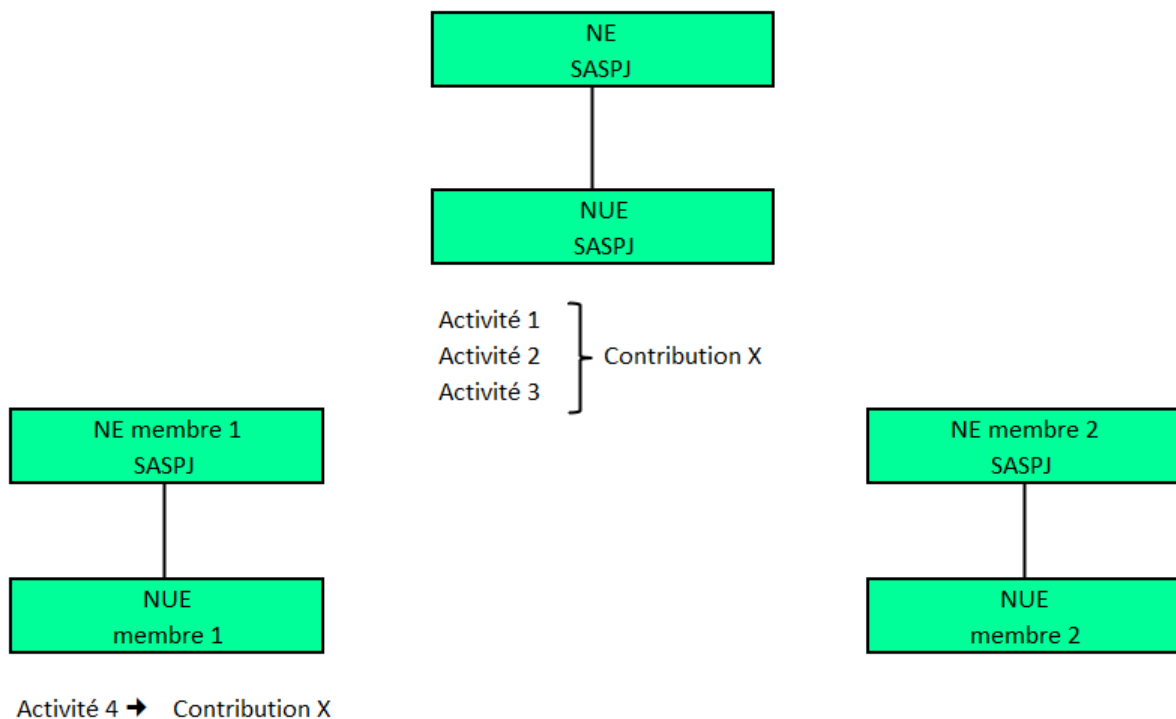 NE
SASPJ
NUE
SASPJ
Activité 1
Activité 2
Activité 3
Contribution X
NE membre 1
SASPJ
NUE
membre 1
Activité 4 → Contribution X
NE membre 2
SASPJ
NUE
membre 2